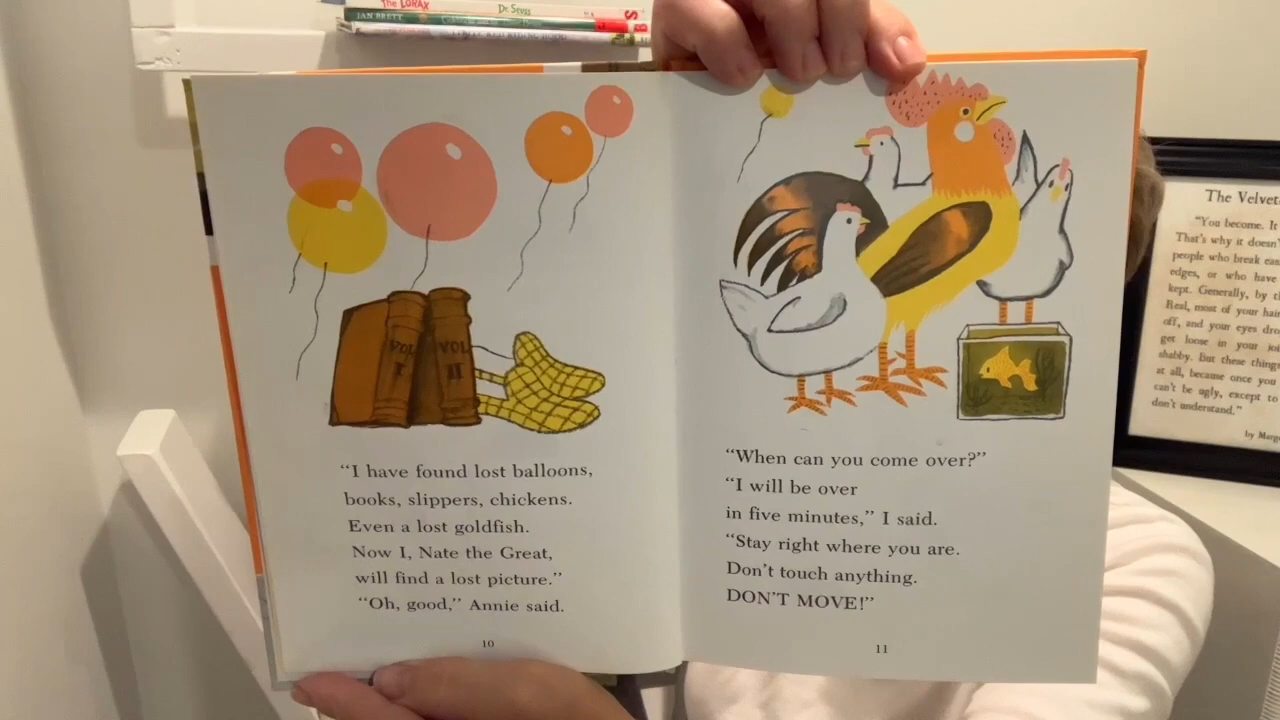 The LORAX
Dr. Seuss
JAN BRETT
VOL
I
VOL
II
"I have found lost balloons,
books, slippers, chickens.
Even a lost goldfish.
Now I, Nate the Great,
will find a lost picture."
"Oh, good," Annie said.
10
"When can you come over?"
"I will be over
in five minutes," I said.
"Stay right where you are.
Don't touch anything.
DON'T MOVE!"
11
The Velvet
"You become. It
That's why it doesn'
people who break eas
edges, or who have
kept. Generally, by t
Real, most of your hair
off, and your eyes dro
get loose in your joi
shabby. But these thing
at all, because once you
can't be ugly, except to
don't understand."
by Marg